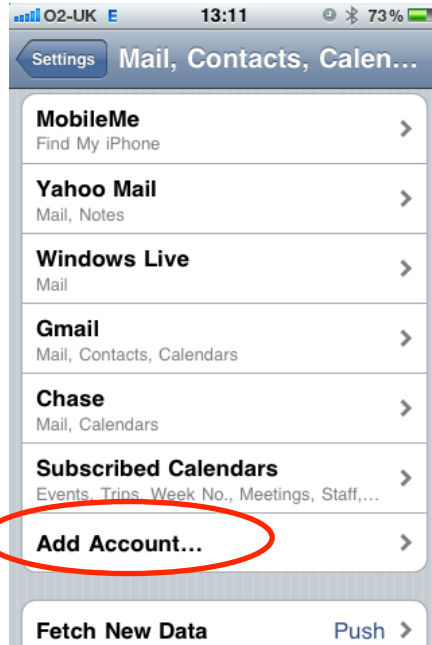 O2-UK E 13:11 73%
Settings Mail, Contacts, Calen...
MobileMe
Find My iPhone
Yahoo Mail
Mail, Notes
Windows Live
Mail
Gmail
Mail, Contacts, Calendars
Chase
Mail, Calendars
Subscribed Calendars
Events, Trips, Week No., Meetings, Staff,...
Add Account...
Fetch New Data Push